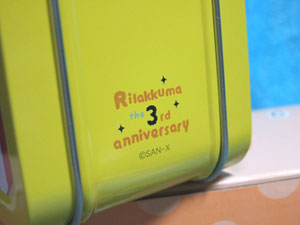 Rilakkuma
the 3rd
anniversary
©SAN-X